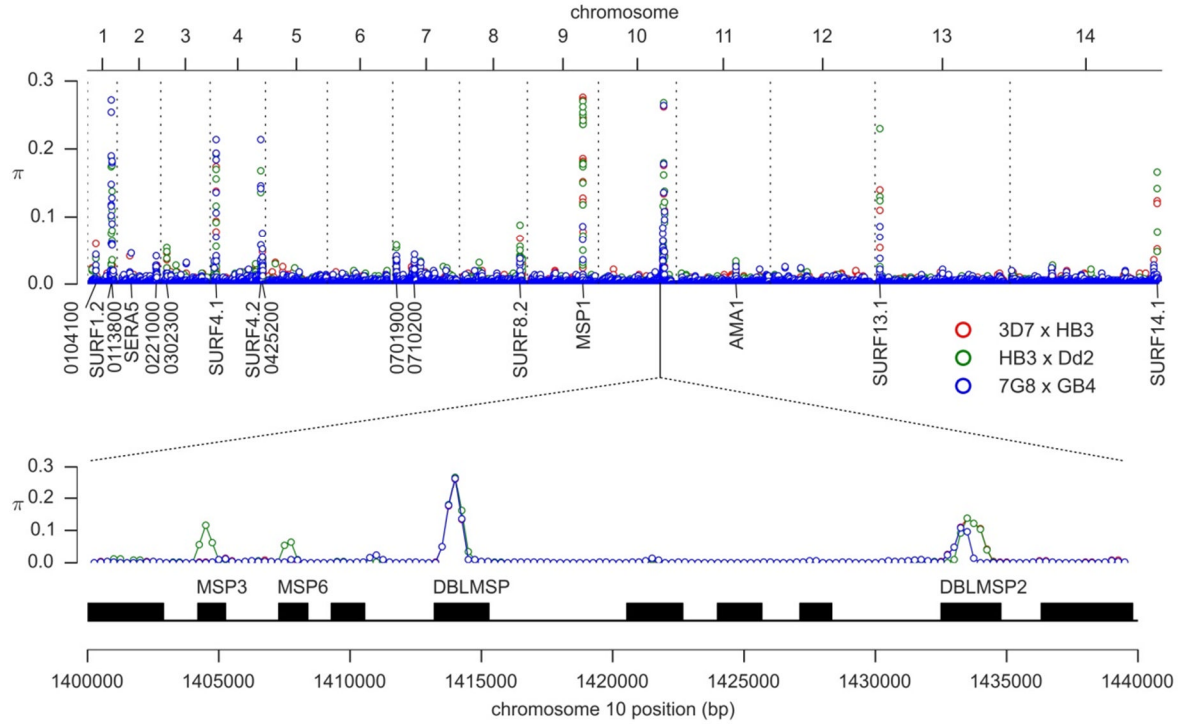 chromosome
1 2 3 4 5 6 7 8 9 10 11 12 13 14
0.3
0.2
π
0.1
0.0
0104100 SURF1.2 0113800 SERA5 0221000 0302300 SURF4.1 SURF4.2 0425200 0701900 0710200 SURF8.2 MSP1 AMA1 SURF13.1 SURF14.1
3D7 x HB3
HB3 x Dd2
7G8 x GB4
0.3
π 0.2
0.1
0.0
MSP3 MSP6 DBLMSP DBLMSP2
1400000 1405000 1410000 1415000 1420000 1425000 1430000 1435000 1440000
chromosome 10 position (bp)